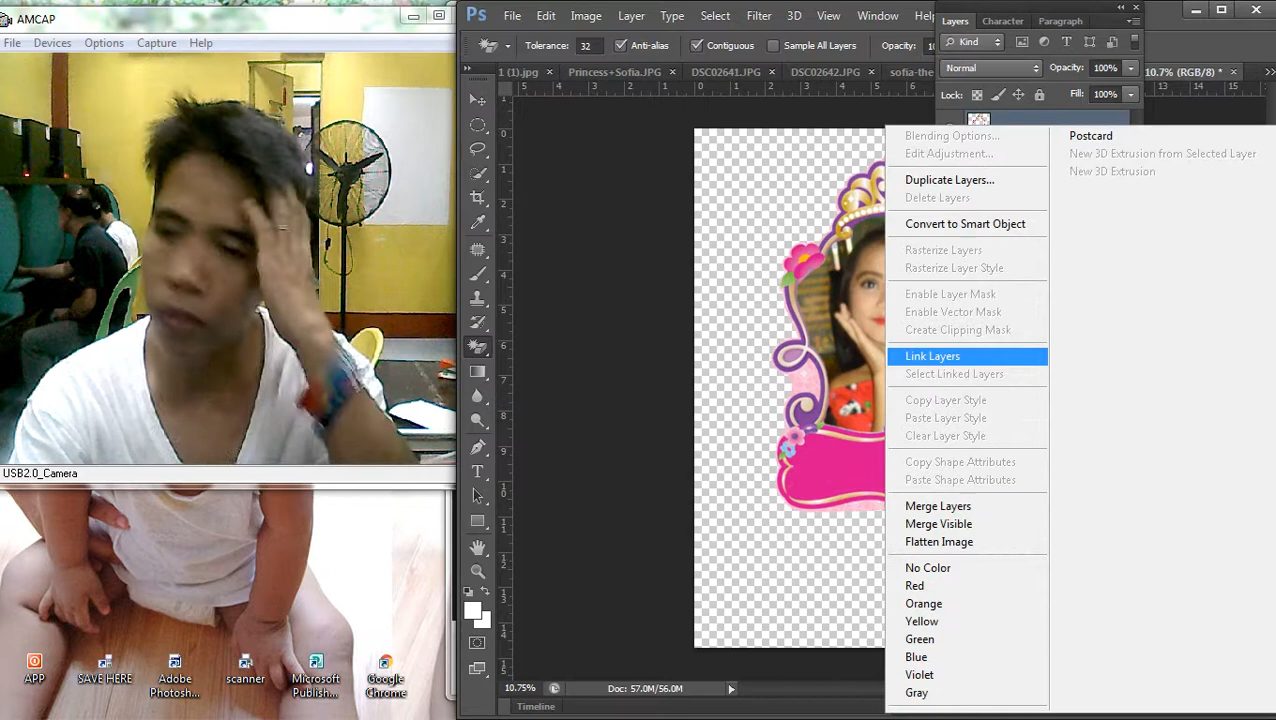 AMCAP
File Devices Options Capture Help
USB2.0_Camera
APP
SAVE HERE
Adobe Photosh...
scanner
Microsoft Publish...
Google Chrome
Ps File Edit Image Layer Type Select Filter 3D View Window
Tolerance: 32 Anti-alias Sample All Opacity:
1 (1).jpg × Princess+Sofia.JPG × DSC02641.JPG × DSC02642.JPG × sofia-the 10.7% (RGB/8) * ×
Layers Character Paragraph
Kind
Normal Opacity: 100%
Lock: Fill: 100%
Blending Options...
Edit Adjustment...
Duplicate Layers...
Delete Layers
Convert to Smart Object
Rasterize Layers
Rasterize Layer Style
Enable Layer Mask
Enable Vector Mask
Create Clipping Mask
Link Layers
Select Linked Layers
Copy Layer Style
Paste Layer Style
Clear Layer Style
Copy Shape Attributes
Paste Shape Attributes
Merge Layers
Merge Visible
Flatten Image
No Color
Red
Orange
Yellow
Green
Blue
Violet
Gray
Postcard
New 3D Extrusion from Selected Layer
New 3D Extrusion
10.75% Doc: 57.0M/56.0M
Timeline